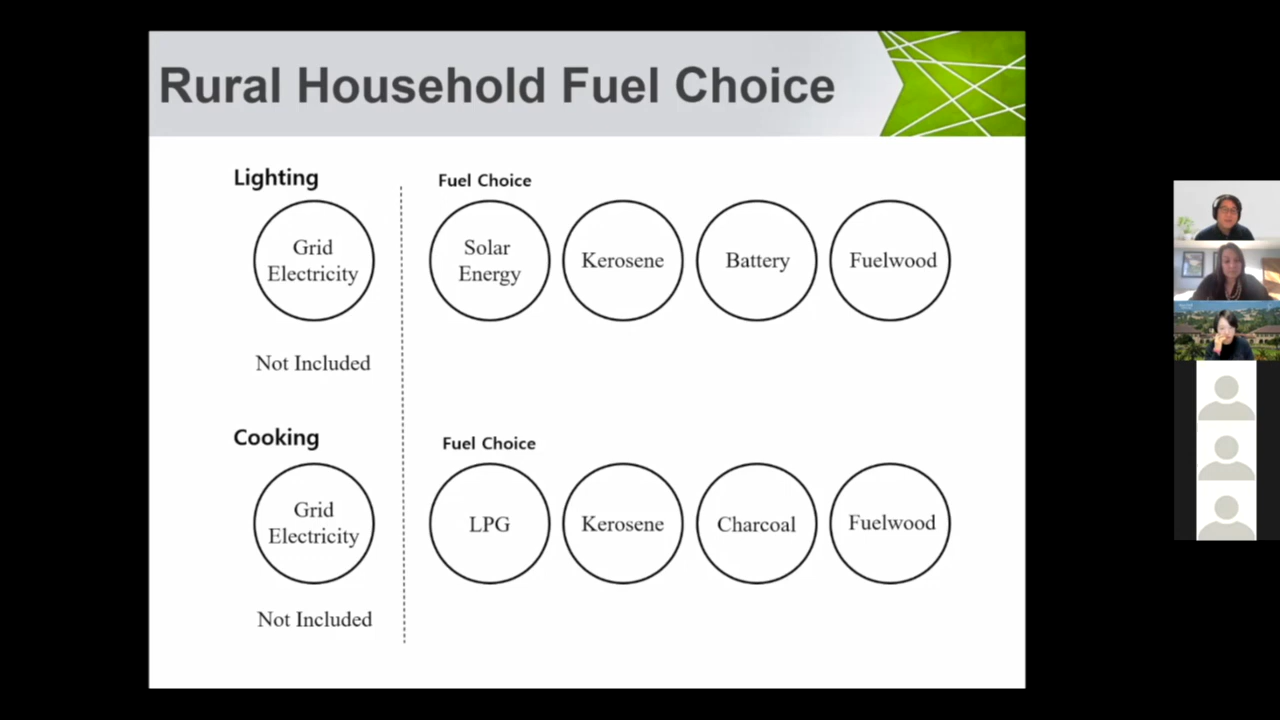 Rural Household Fuel Choice
Lighting
Fuel Choice
Grid
Electricity
Solar
Energy
Kerosene
Battery
Fuelwood
Not Included
Cooking
Fuel Choice
Grid
Electricity
LPG
Kerosene
Charcoal
Fuelwood
Not Included